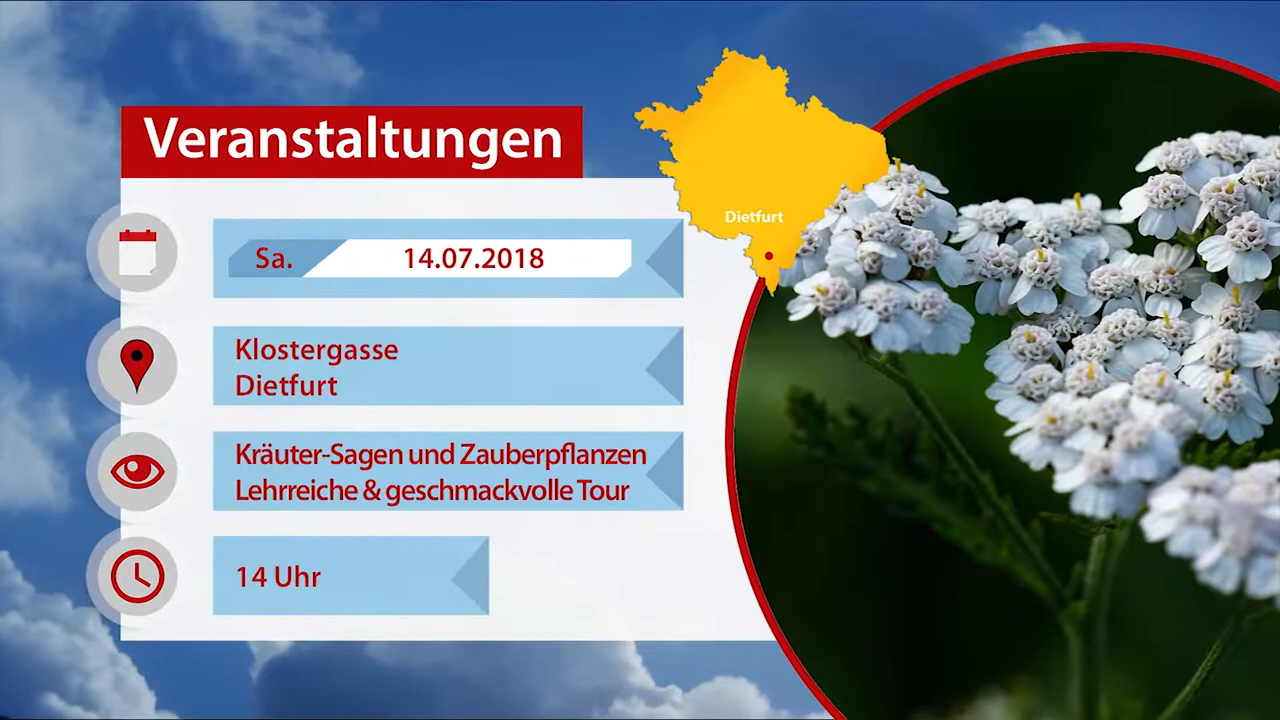 Veranstaltungen
Dietfurt
Sa. 14.07.2018
Klostergasse
Dietfurt
Kräuter-Sagen und Zauberpflanzen
Lehrreiche & geschmackvolle Tour
14 Uhr